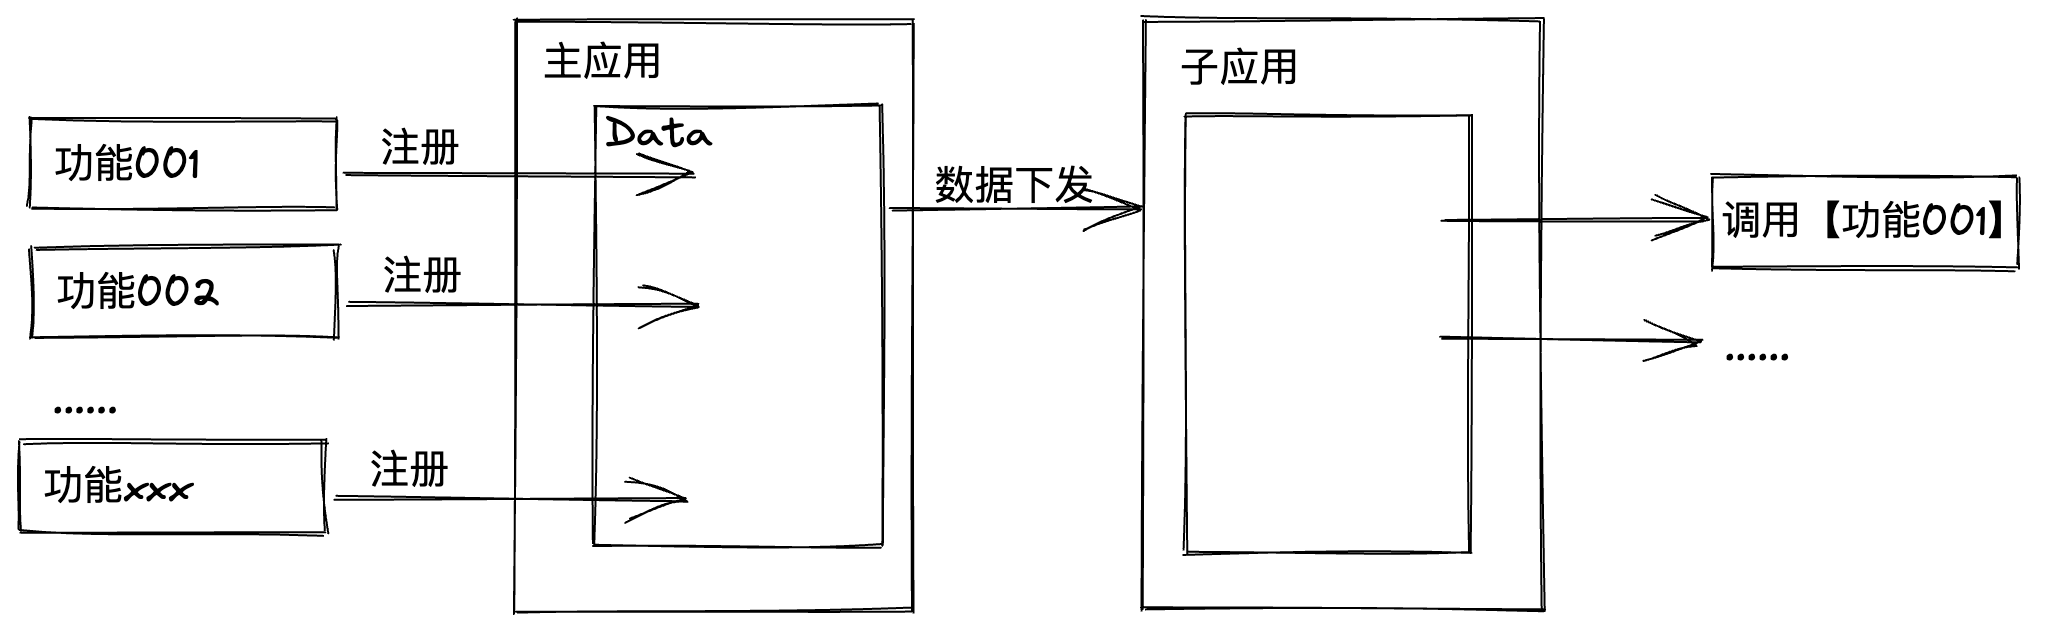 主应用
子应用
Data
功能001
注册
数据下发
调用【功能001】
功能002
注册
......
......
功能xxx
注册